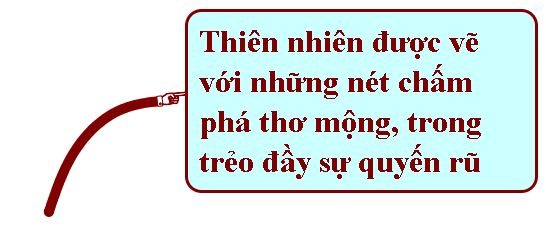 Thiên nhiên được vẽ
với những nét chấm
phá thơ mộng, trong
trẻo đầy sự quyến rũ